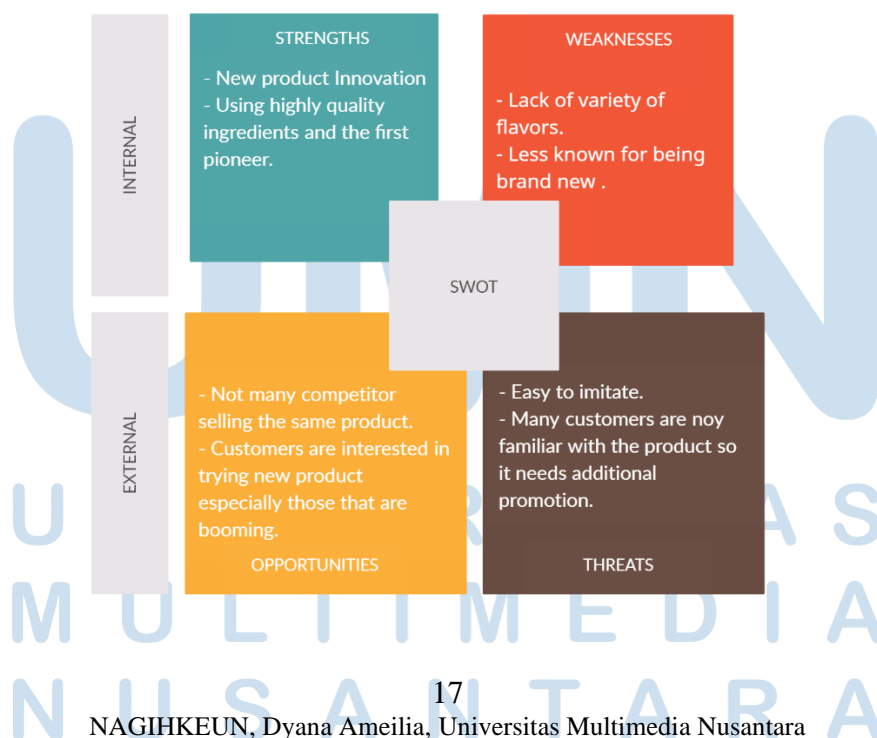 STRENGTHS
- New product Innovation
- Using highly quality
ingredients and the first
pioneer.
WEAKNESSES
- Lack of variety of
flavors.
- Less known for being
brand new .
INTERNAL
SWOT
EXTERNAL
- Not many competitor
selling the same product.
- Customers are interested in
trying new product
especially those that are
booming.
OPPORTUNITIES
- Easy to imitate.
- Many customers are noy
familiar with the product so
it needs additional
promotion.
THREATS
MULTIMEDIA
NUSANTARA
17
NAGIHKEUN, Dyana Ameilia, Universitas Multimedia Nusantara